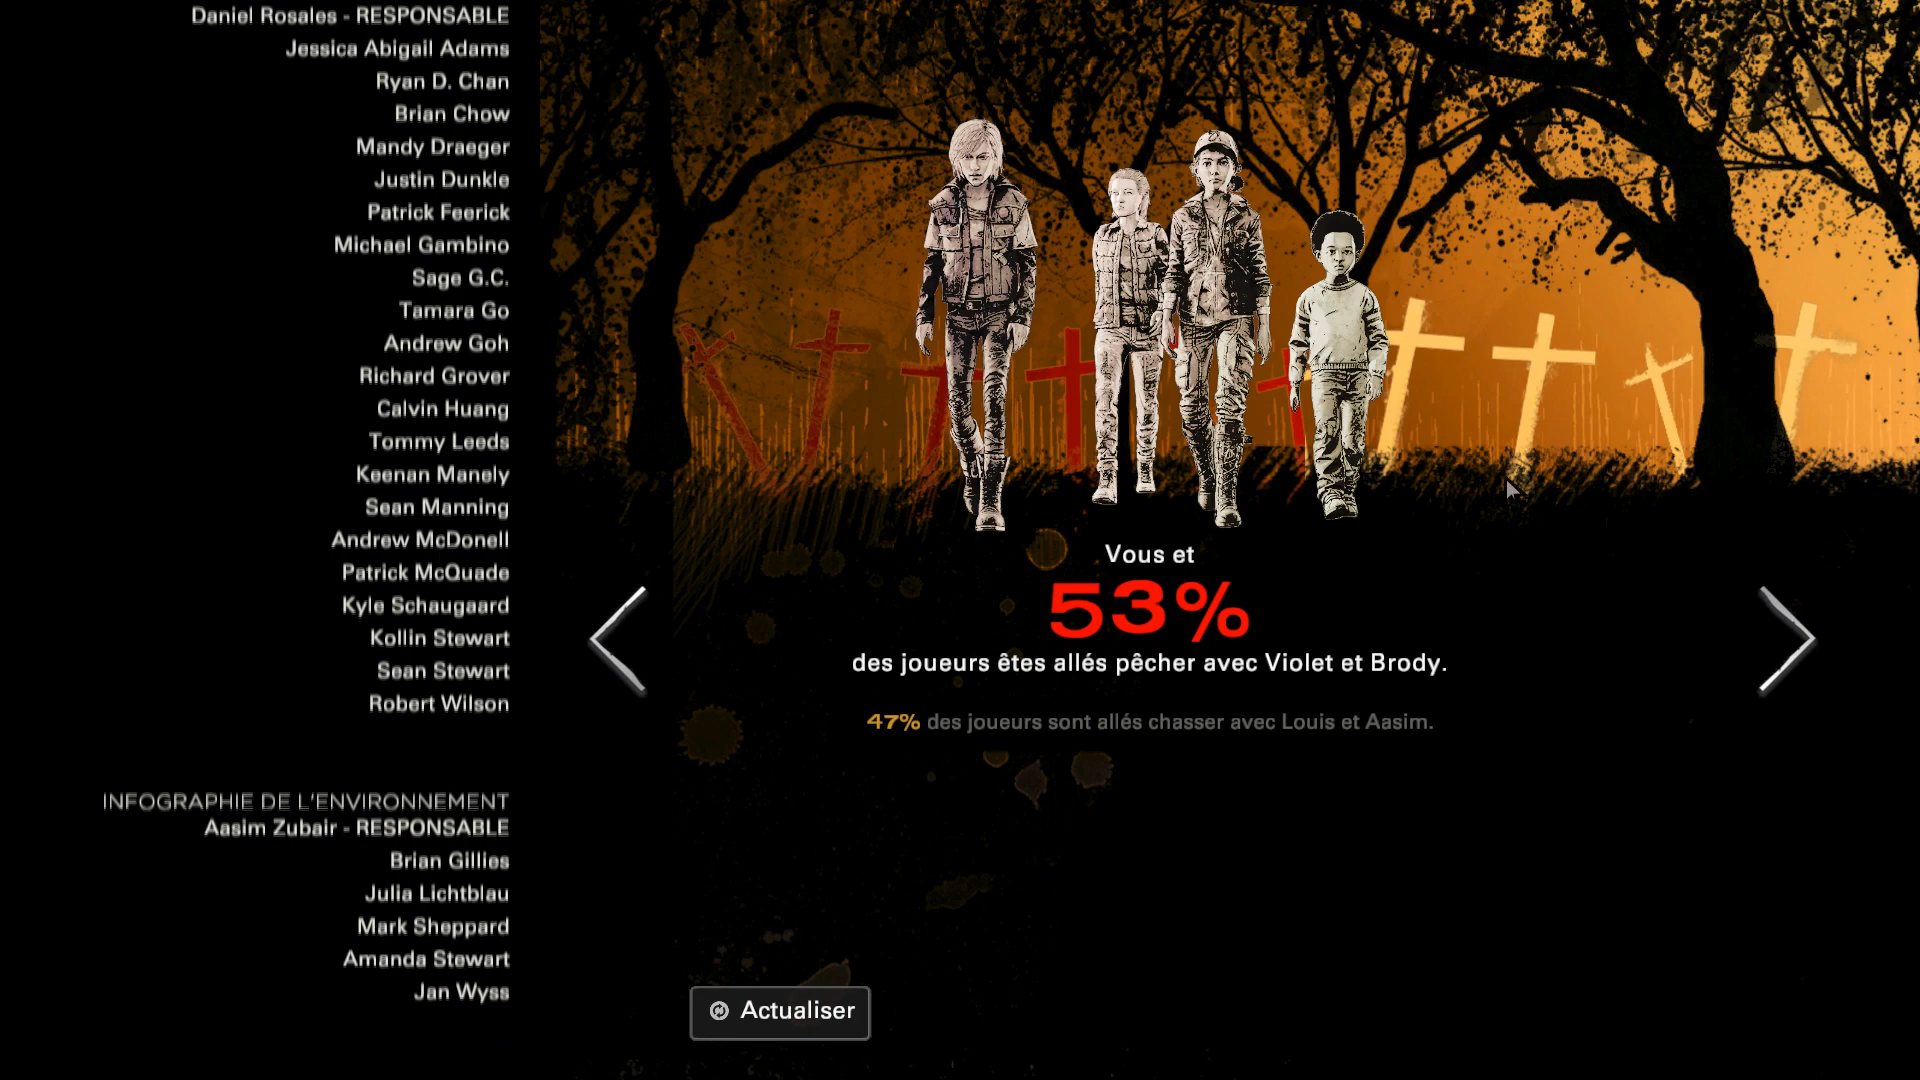 Daniel Rosales - RESPONSABLE
Jessica Abigail Adams
Ryan D. Chan
Brian Chow
Mandy Draeger
Justin Dunkle
Patrick Feerick
Michael Gambino
Sage G.C.
Tamara Go
Andrew Goh
Richard Grover
Calvin Huang
Tommy Leeds
Keenan Manely
Sean Manning
Andrew McDonell
Patrick McQuade
Kyle Schaugaard
Kollin Stewart
Sean Stewart
Robert Wilson
INFOGRAPHIE DE L'ENVIRONNEMENT
Aasim Zubair - RESPONSABLE
Brian Gillies
Julia Lichtblau
Mark Sheppard
Amanda Stewart
Jan Wyss
Vous et
53%
des joueurs êtes allés pêcher avec Violet et Brody.
47% des joueurs sont allés chasser avec Louis et Aasim.
Actualiser